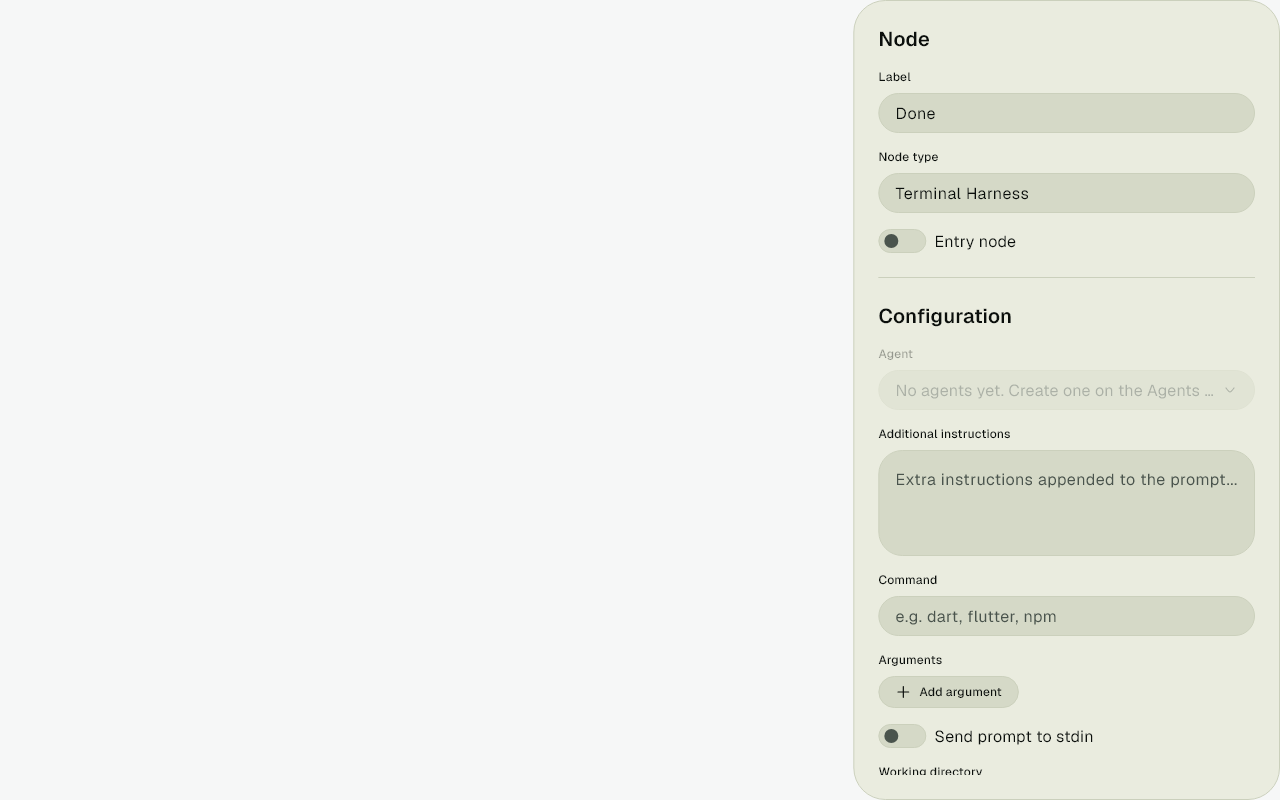 Node
Label
Done
Node type
Terminal Harness
Entry node
Configuration
Agent
No agents yet. Create one on the Agents ...
Additional instructions
Extra instructions appended to the prompt...
Command
e.g. dart, flutter, npm
Arguments
Add argument
Send prompt to stdin
Working directory